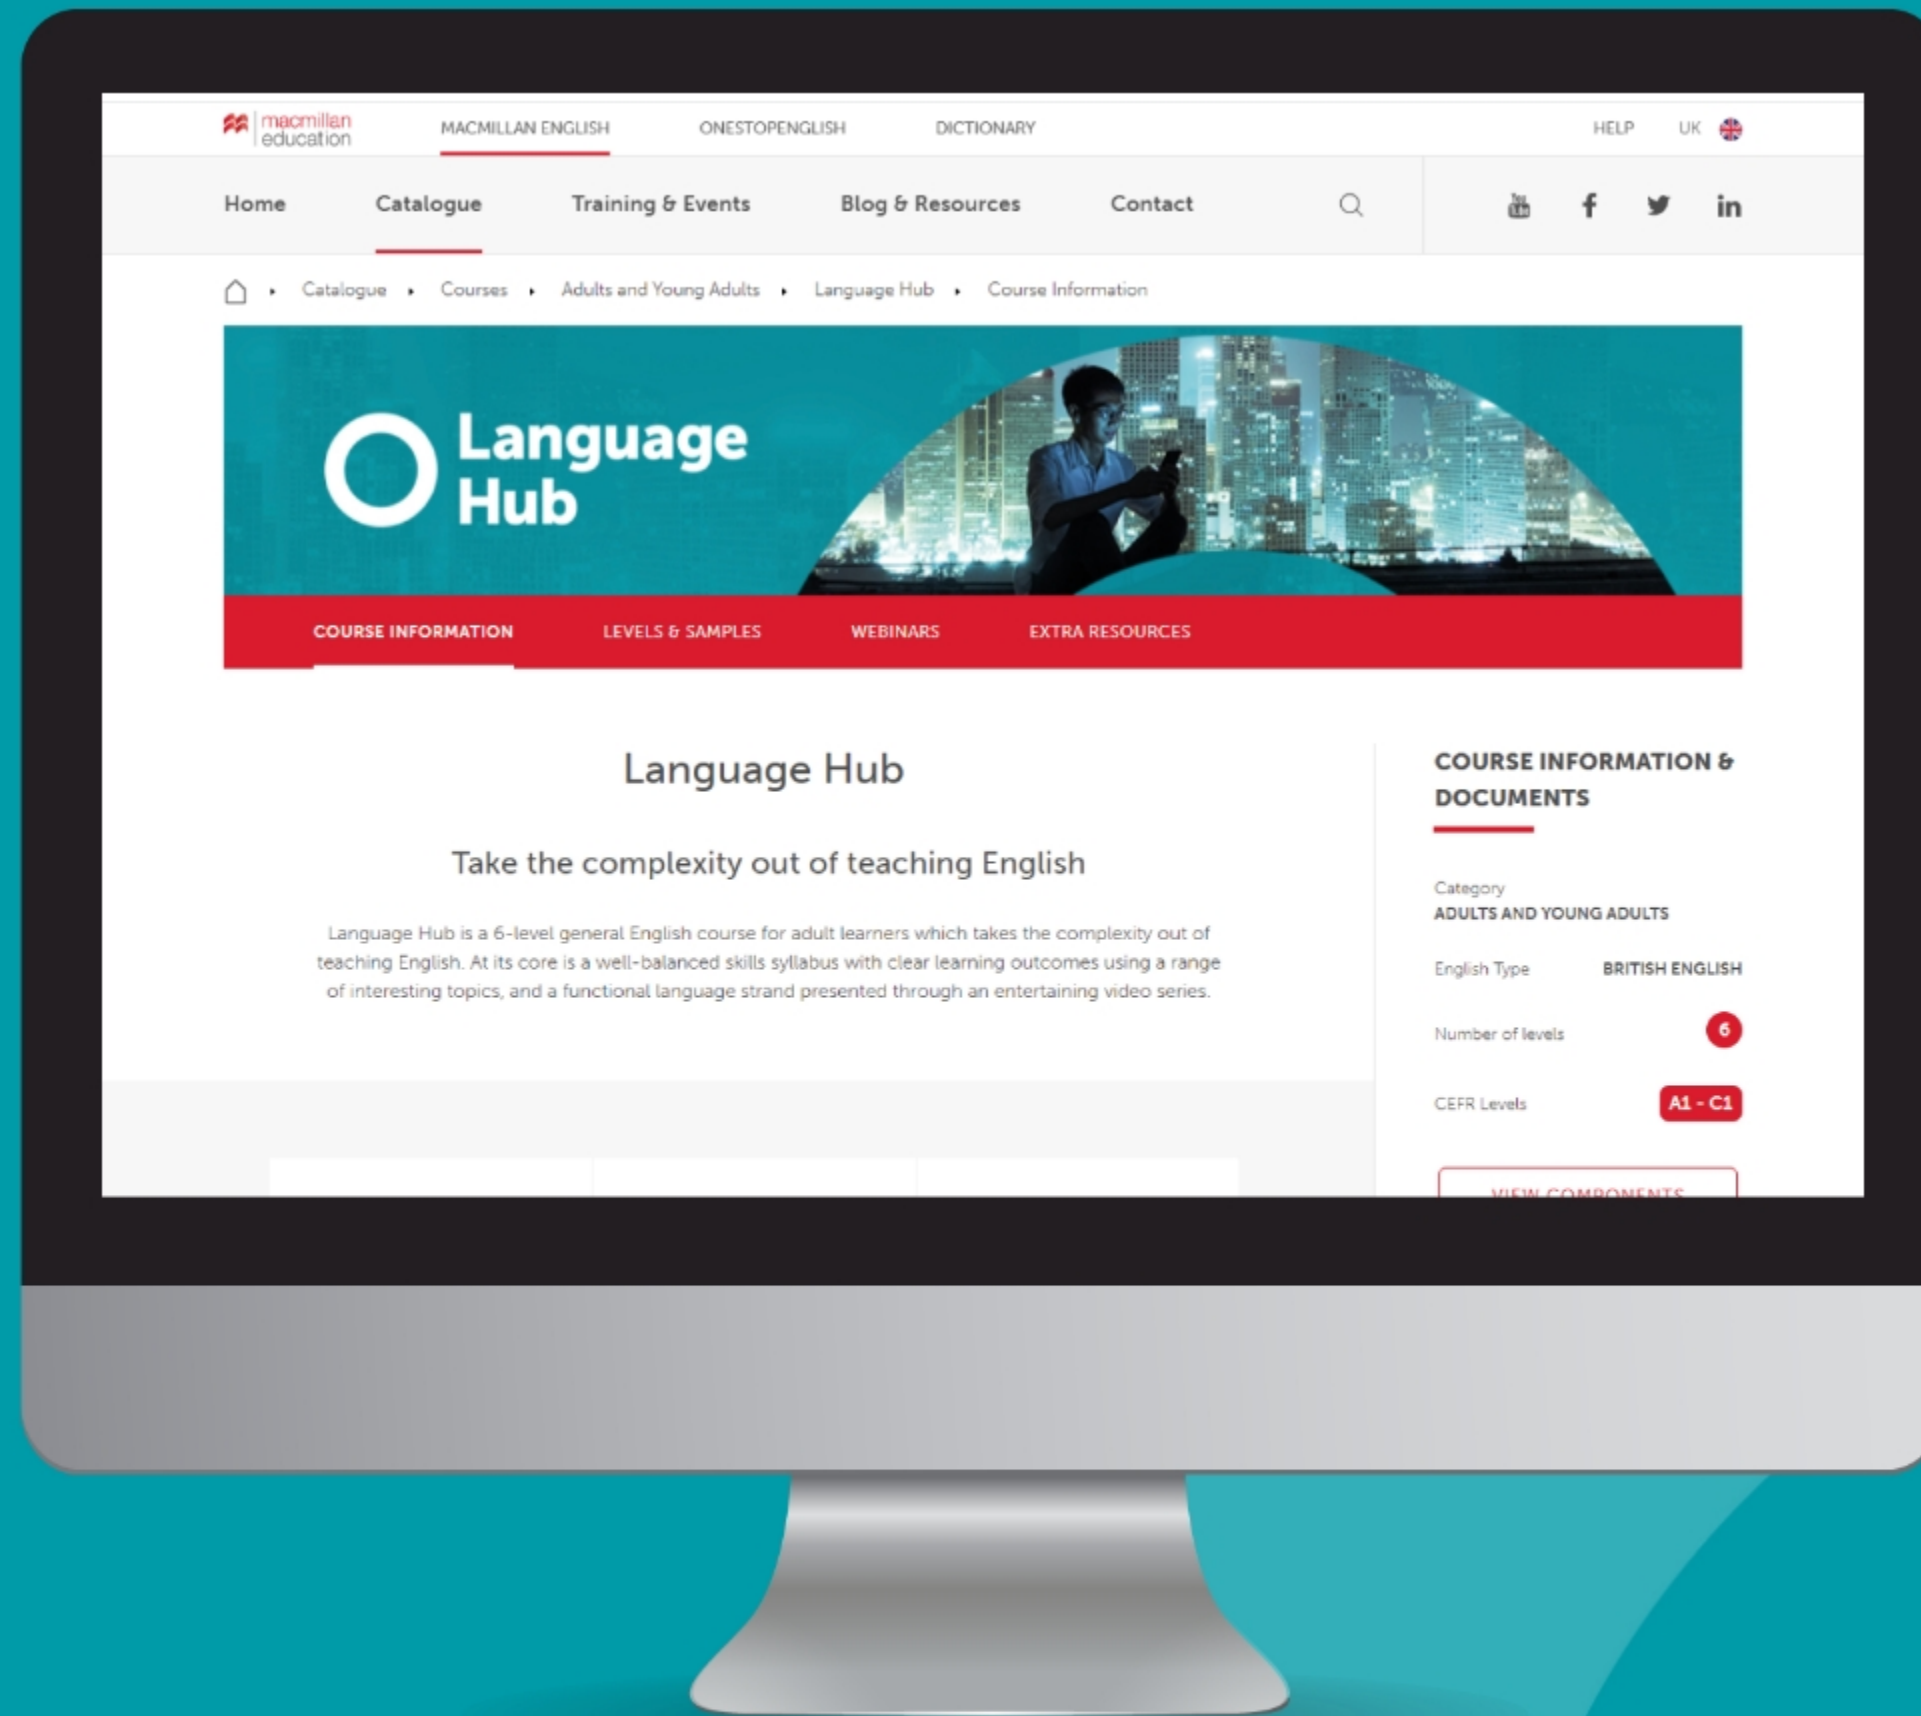 macmillan
education
MACMILLAN ENGLISH
ONESTOPENGLISH
DICTIONARY
HELP
UK
Home
Catalogue
Training & Events
Blog & Resources
Contact
You
f
in
Catalogue
Courses
Adults and Young Adults
Language Hub
Course Information
Language
Hub
COURSE INFORMATION
LEVELS & SAMPLES
WEBINARS
EXTRA RESOURCES
Language Hub
Take the complexity out of teaching English
Language Hub is a 6-level general English course for adult learners which takes the complexity out of
teaching English. At its core is a well-balanced skills syllabus with clear learning outcomes using a range
of interesting topics, and a functional language strand presented through an entertaining video series.
COURSE INFORMATION &
DOCUMENTS
Category
ADULTS AND YOUNG ADULTS
English Type
BRITISH ENGLISH
Number of levels
6
CEFR Levels
A1 - C1
VIEW COMPONENTS